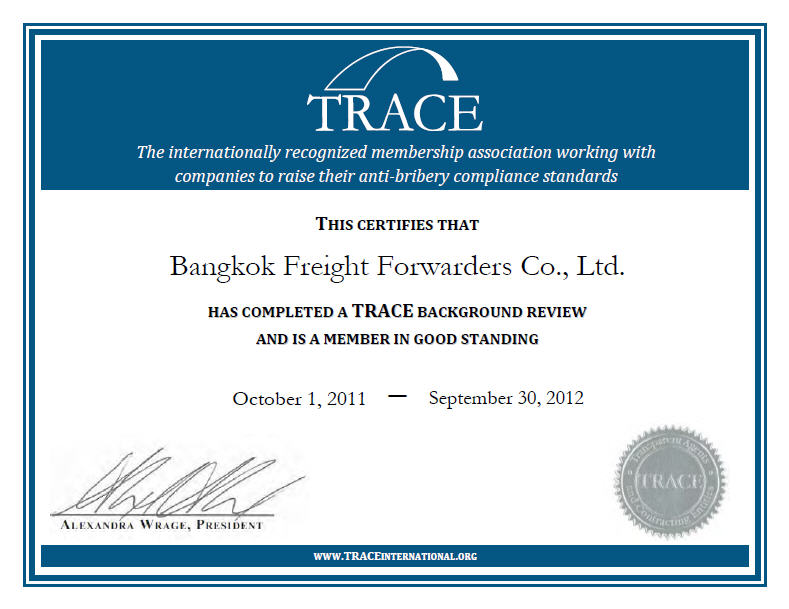 TRACE
The internationally recognized membership association working with
companies to raise their anti-bribery compliance standards
THIS CERTIFIES THAT
Bangkok Freight Forwarders Co., Ltd.
HAS COMPLETED A TRACE BACKGROUND REVIEW
AND IS A MEMBER IN GOOD STANDING
October 1, 2011 — September 30, 2012
Transparent Agents
TRACE
and Contracting Entities
ALEXANDRA WRAGE, PRESIDENT
WWW.TRACEINTERNATIONAL.ORG